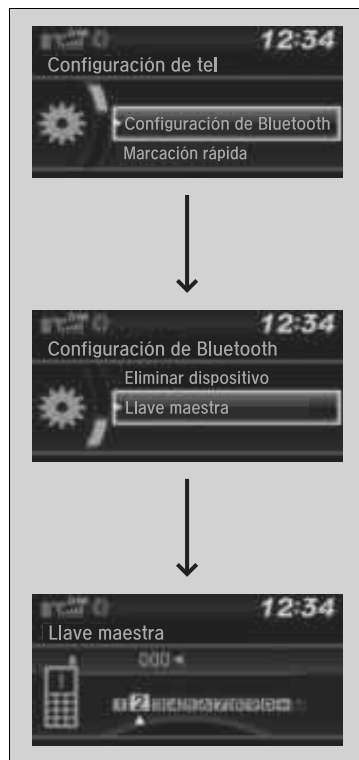 12:34
Configuración de tel
Configuración de Bluetooth
Marcación rápida
12:34
Configuración de Bluetooth
Eliminar dispositivo
Llave maestra
12:34
Llave maestra
000
2